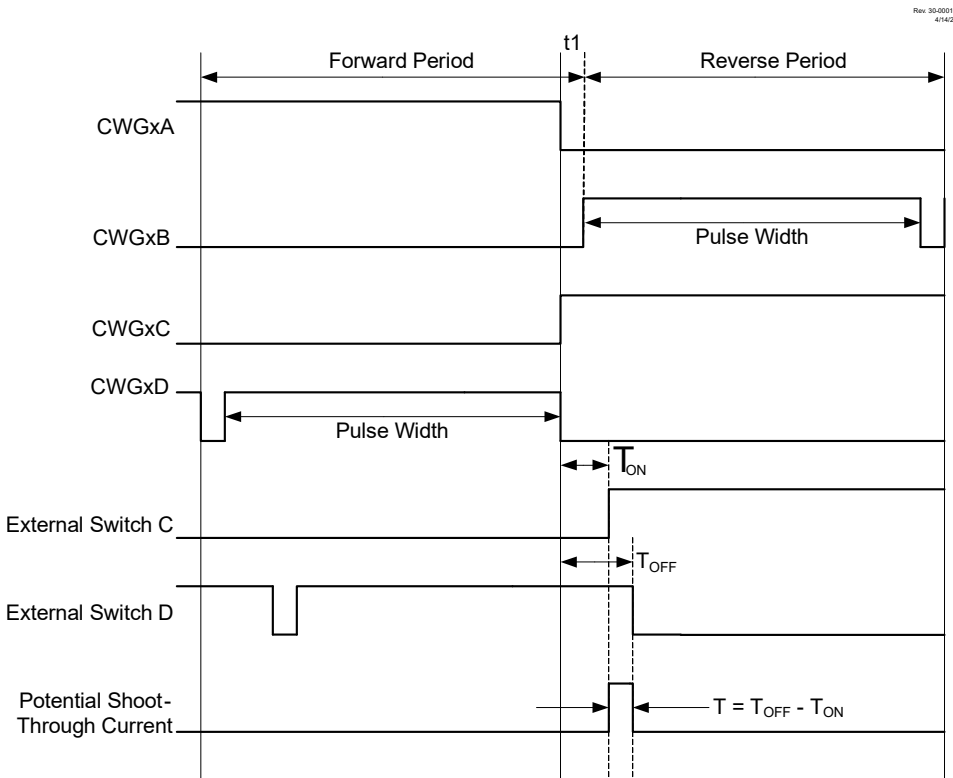 Rev. 30-0001
4/14/2
t1
Forward Period
Reverse Period
CWGxA
CWGxB
Pulse Width
CWGxC
CWGxD
Pulse Width
TON
External Switch C
TOFF
External Switch D
Potential Shoot-
Through Current
T = TOFF - TON